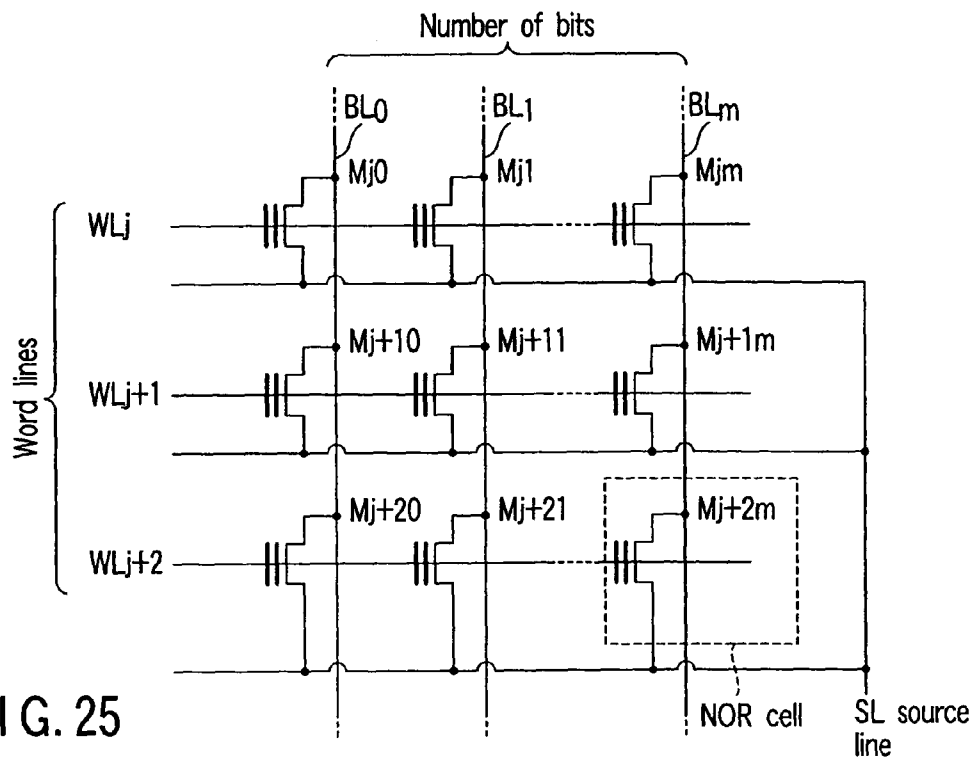 Number of bits
BL0 BL1 BLm
Mj0 Mj1 Mjm
WLj
Mj+10 Mj+11 Mj+1m
WLj+1
Word lines
Mj+20 Mj+21 Mj+2m
WLj+2
NOR cell
SL source
line
I G. 25